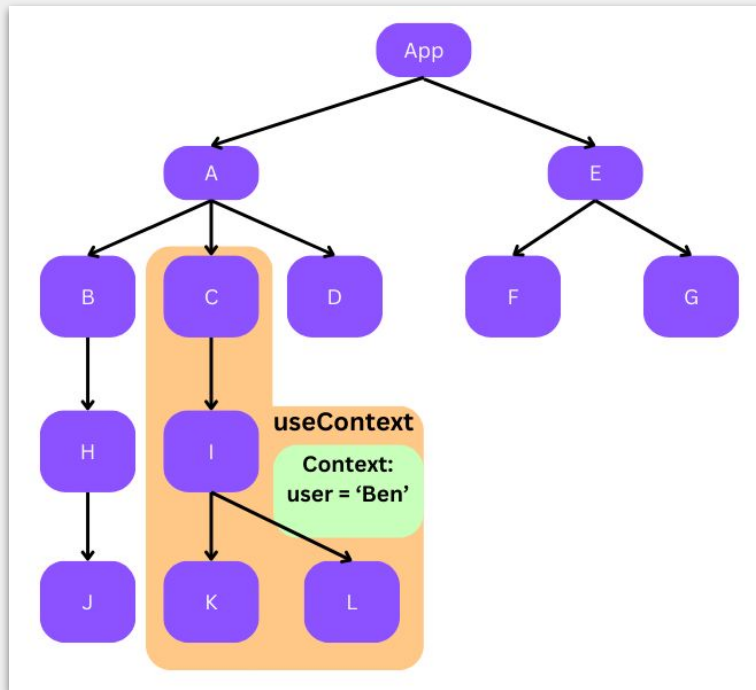 App
A
E
B
C
D
F
G
useContext
H
I
Context:
user = ‘Ben’
J
K
L